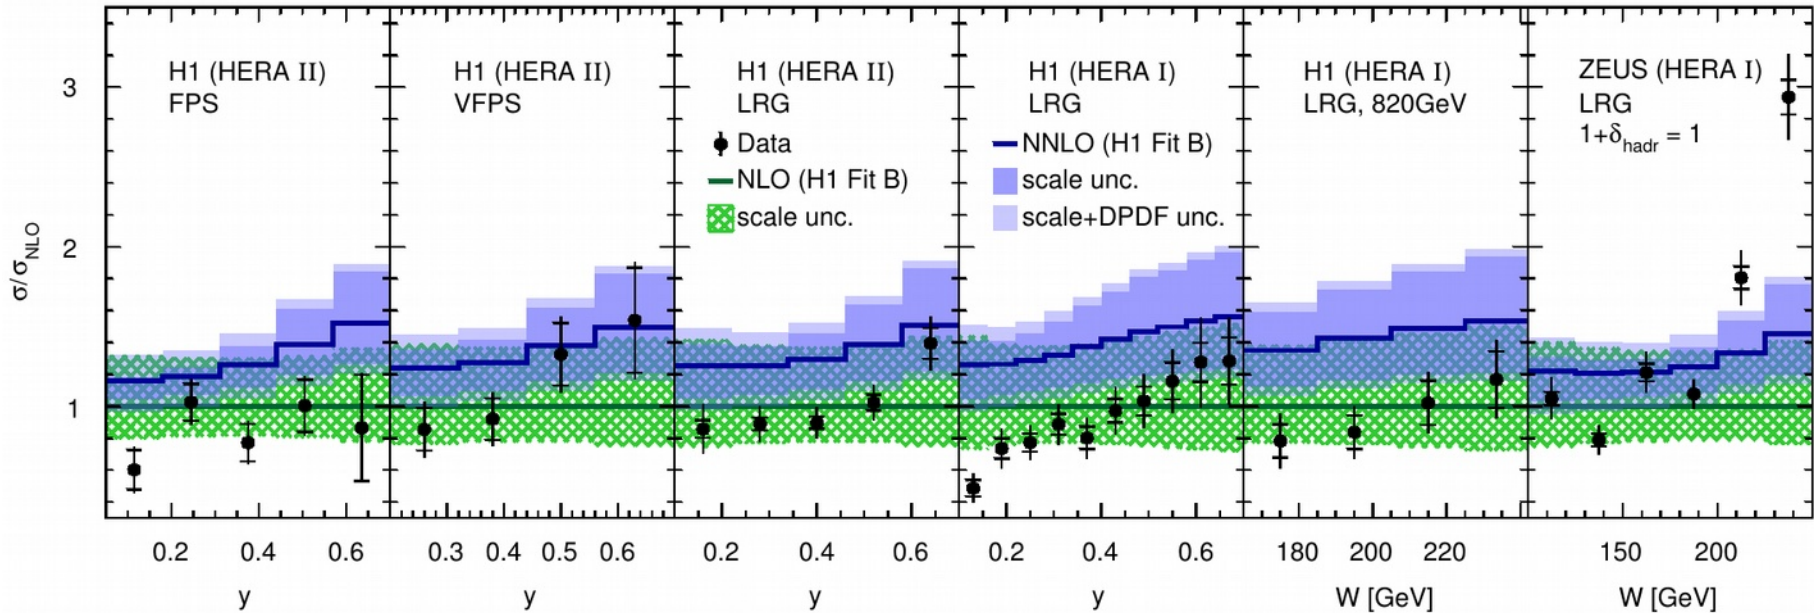 σ/σ_NLO
3
2
1
H1 (HERA II)
FPS
0.2 0.4 0.6
y
H1 (HERA II)
VFPS
0.3 0.4 0.5 0.6
y
H1 (HERA II)
LRG
Data
NLO (H1 Fit B)
scale unc.
0.2 0.4 0.6
y
H1 (HERA I)
LRG
NNLO (H1 Fit B)
scale unc.
scale+DPDF unc.
0.2 0.4 0.6
y
H1 (HERA I)
LRG, 820GeV
180 200 220
W [GeV]
ZEUS (HERA I)
LRG
1+δ_hadr = 1
150 200
W [GeV]